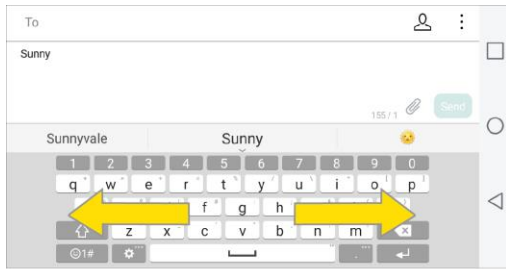 To
Sunny
155/1
Send
Sunnyvale Sunny
1 2 3 4 5 6 7 8 9 0
q w e r t y u i o p
f g h
z x c v b n m
1#